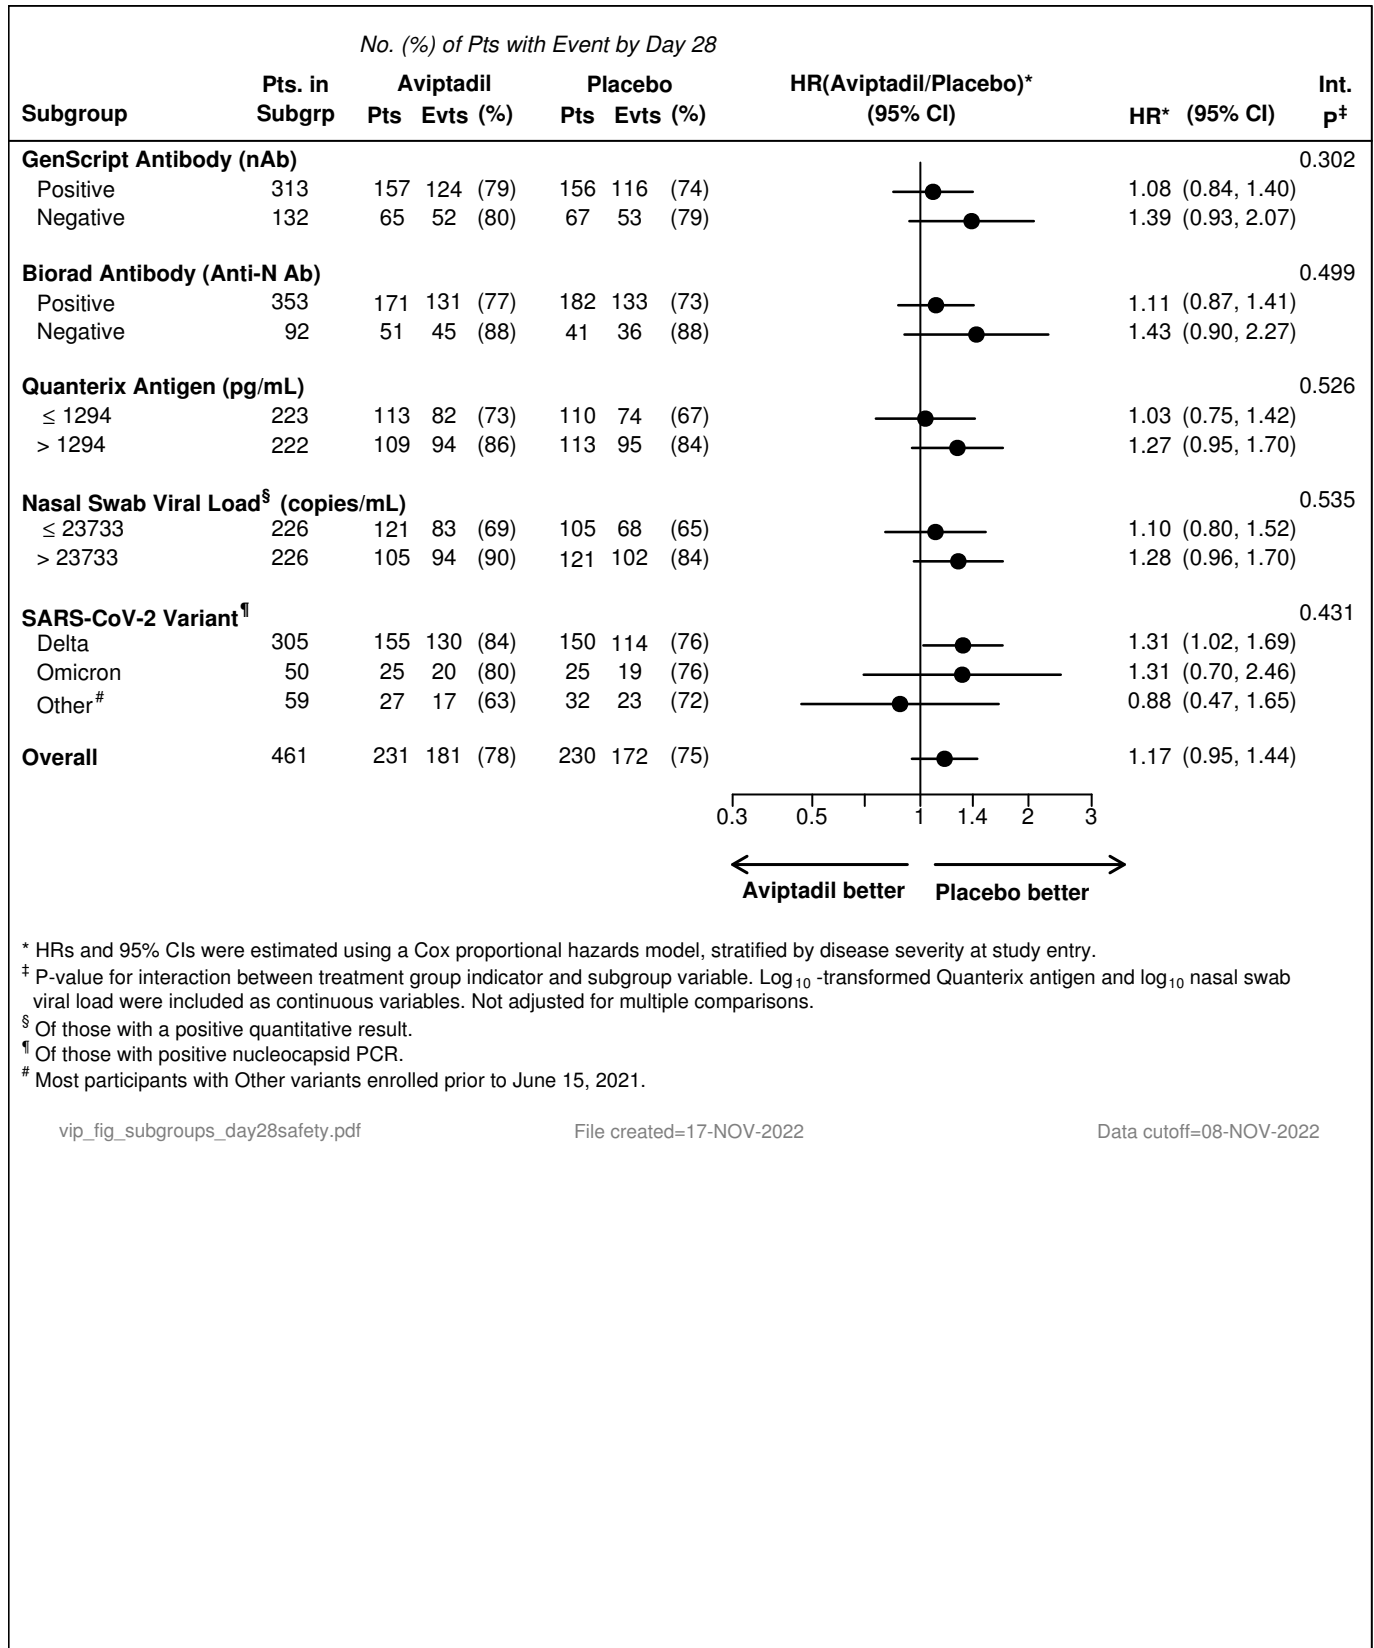 No. (%) of Pts with Event by Day 28
Pts. in Aviptadil Placebo HR(Aviptadil/Placebo)* Int.
Subgroup Subgrp Pts Evts (%) Pts Evts (%) (95% CI) HR* (95% CI) P‡
GenScript Antibody (nAb) 0.302
Positive 313 157 124 (79) 156 116 (74) 1.08 (0.84, 1.40)
Negative 132 65 52 (80) 67 53 (79) 1.39 (0.93, 2.07)
Biorad Antibody (Anti-N Ab) 0.499
Positive 353 171 131 (77) 182 133 (73) 1.11 (0.87, 1.41)
Negative 92 51 45 (88) 41 36 (88) 1.43 (0.90, 2.27)
Quanterix Antigen (pg/mL) 0.526
≤ 1294 223 113 82 (73) 110 74 (67) 1.03 (0.75, 1.42)
> 1294 222 109 94 (86) 113 95 (84) 1.27 (0.95, 1.70)
Nasal Swab Viral Load§ (copies/mL) 0.535
≤ 23733 226 121 83 (69) 105 68 (65) 1.10 (0.80, 1.52)
> 23733 226 105 94 (90) 121 102 (84) 1.28 (0.96, 1.70)
SARS-CoV-2 Variant¶ 0.431
Delta 305 155 130 (84) 150 114 (76) 1.31 (1.02, 1.69)
Omicron 50 25 20 (80) 25 19 (76) 1.31 (0.70, 2.46)
Other# 59 27 17 (63) 32 23 (72) 0.88 (0.47, 1.65)
Overall 461 231 181 (78) 230 172 (75) 1.17 (0.95, 1.44)
0.3 0.5 1 1.4 2 3
Aviptadil better Placebo better
* HRs and 95% CIs were estimated using a Cox proportional hazards model, stratified by disease severity at study entry.
‡ P-value for interaction between treatment group indicator and subgroup variable. Log10 -transformed Quanterix antigen and log10 nasal swab
viral load were included as continuous variables. Not adjusted for multiple comparisons.
§ Of those with a positive quantitative result.
¶ Of those with positive nucleocapsid PCR.
# Most participants with Other variants enrolled prior to June 15, 2021.
vip_fig_subgroups_day28safety.pdf File created=17-NOV-2022 Data cutoff=08-NOV-2022